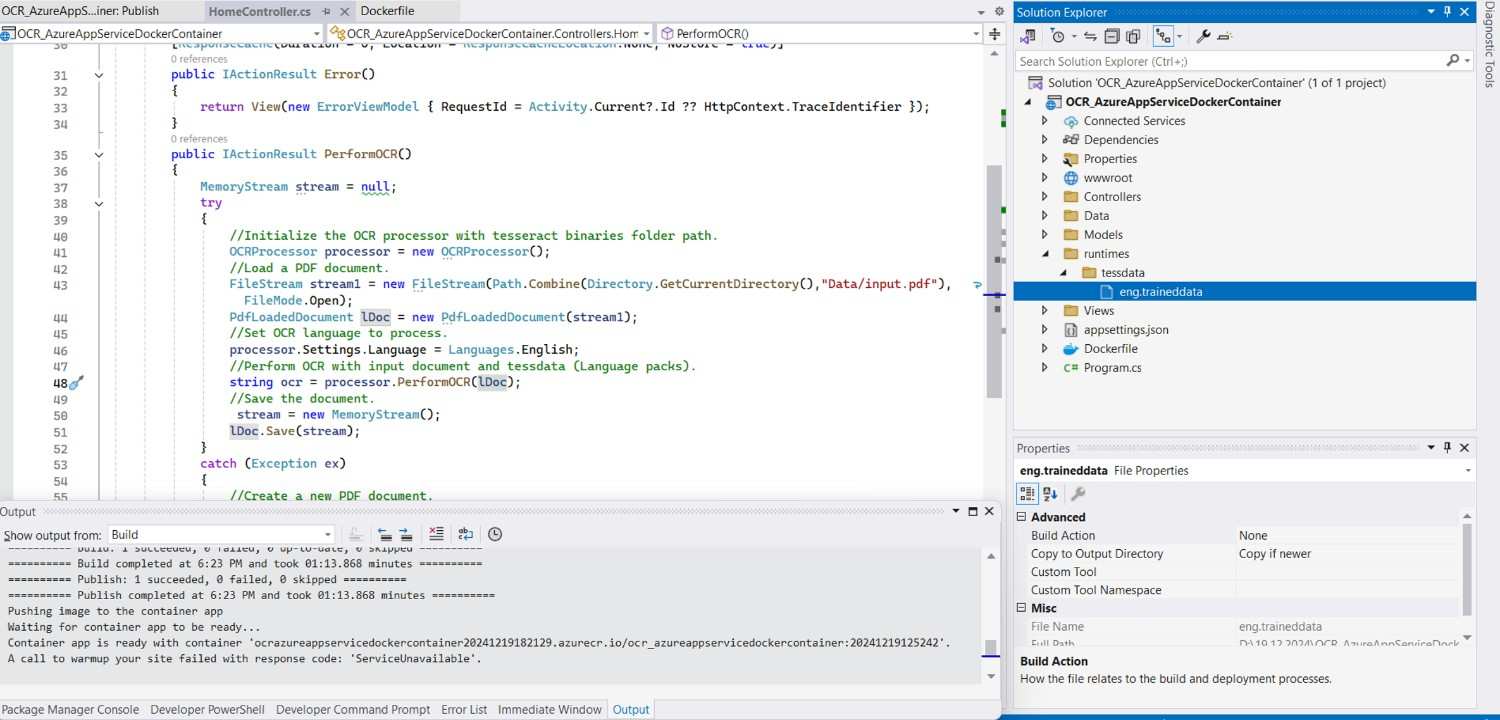 OCR_AzureAppS...iner: Publish
HomeController.cs
Dockerfile
OCR_AzureAppServiceDockerContainer
OCR_AzureAppServiceDockerContainer.Controllers.Hom
PerformOCR()
30 [ResponseCache(Duration = 0, Location = ResponseCacheLocation.None, NoStore = true)]
0 references
31 public IActionResult Error()
32 {
33 return View(new ErrorViewModel { RequestId = Activity.Current?.Id ?? HttpContext.TraceIdentifier });
34 }
0 references
35 public IActionResult PerformOCR()
36 {
37 MemoryStream stream = null;
38 try
39 {
40 //Initialize the OCR processor with tesseract binaries folder path.
41 OCRProcessor processor = new OCRProcessor();
42 //Load a PDF document.
43 FileStream stream1 = new FileStream(Path.Combine(Directory.GetCurrentDirectory(),"Data/input.pdf"),
FileMode.Open);
44 PdfLoadedDocument lDoc = new PdfLoadedDocument(stream1);
45 //Set OCR language to process.
46 processor.Settings.Language = Languages.English;
47 //Perform OCR with input document and tessdata (Language packs).
48 string ocr = processor.PerformOCR(lDoc);
49 //Save the document.
50 stream = new MemoryStream();
51 lDoc.Save(stream);
52 }
53 catch (Exception ex)
54 {
55 //Create a new PDF document.
Output
Show output from: Build
========== Build: 1 succeeded, 0 failed, 0 up-to-date, 0 skipped ==========
========== Build completed at 6:23 PM and took 01:13.868 minutes ==========
========== Publish: 1 succeeded, 0 failed, 0 skipped ==========
========== Publish completed at 6:23 PM and took 01:13.868 minutes ==========
Pushing image to the container app
Waiting for container app to be ready...
Container app is ready with container 'ocrazureappservicedockercontainer20241219182129.azurecr.io/ocr_azureappservicedockercontainer:20241219125242'.
A call to warmup your site failed with response code: 'ServiceUnavailable'.
Package Manager Console
Developer PowerShell
Developer Command Prompt
Error List
Immediate Window
Output
Solution Explorer
Search Solution Explorer (Ctrl+;)
Solution 'OCR_AzureAppServiceDockerContainer' (1 of 1 project)
OCR_AzureAppServiceDockerContainer
Connected Services
Dependencies
Properties
wwwroot
Controllers
Data
Models
runtimes
tessdata
eng.traineddata
Views
appsettings.json
Dockerfile
C# Program.cs
Properties
eng.traineddata File Properties
Advanced
Build Action None
Copy to Output Directory Copy if newer
Custom Tool
Custom Tool Namespace
Misc
File Name eng.traineddata
Full Path D:\19.12.2024\OCR_AzureAppServiceDock
Build Action
How the file relates to the build and deployment processes.
Diagnostic Tools